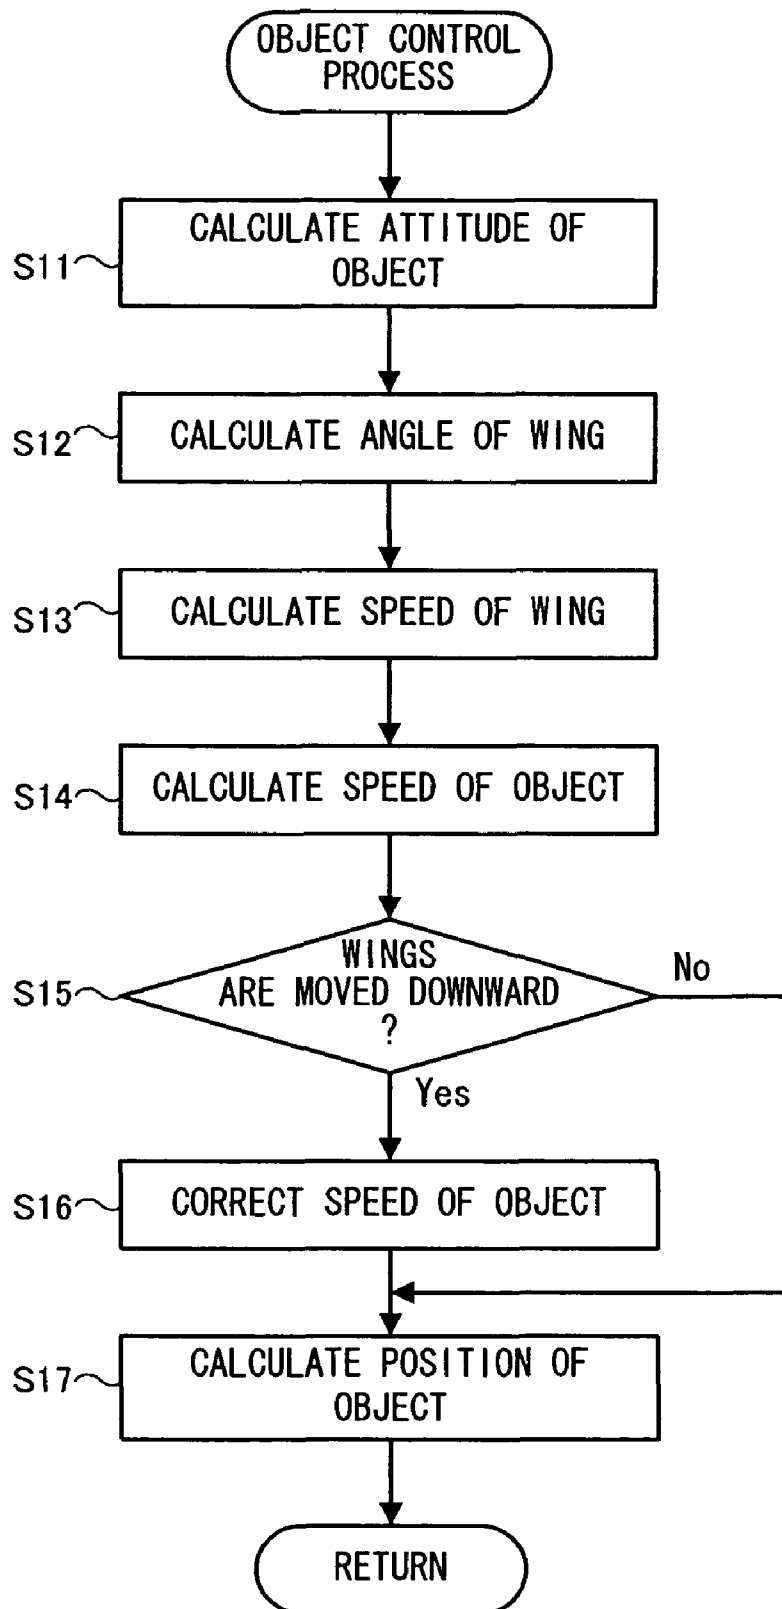 OBJECT CONTROL
PROCESS
S11
CALCULATE ATTITUDE OF
OBJECT
S12
CALCULATE ANGLE OF WING
S13
CALCULATE SPEED OF WING
S14
CALCULATE SPEED OF OBJECT
S15
WINGS
ARE MOVED DOWNWARD
?
No
Yes
S16
CORRECT SPEED OF OBJECT
S17
CALCULATE POSITION OF
OBJECT
RETURN